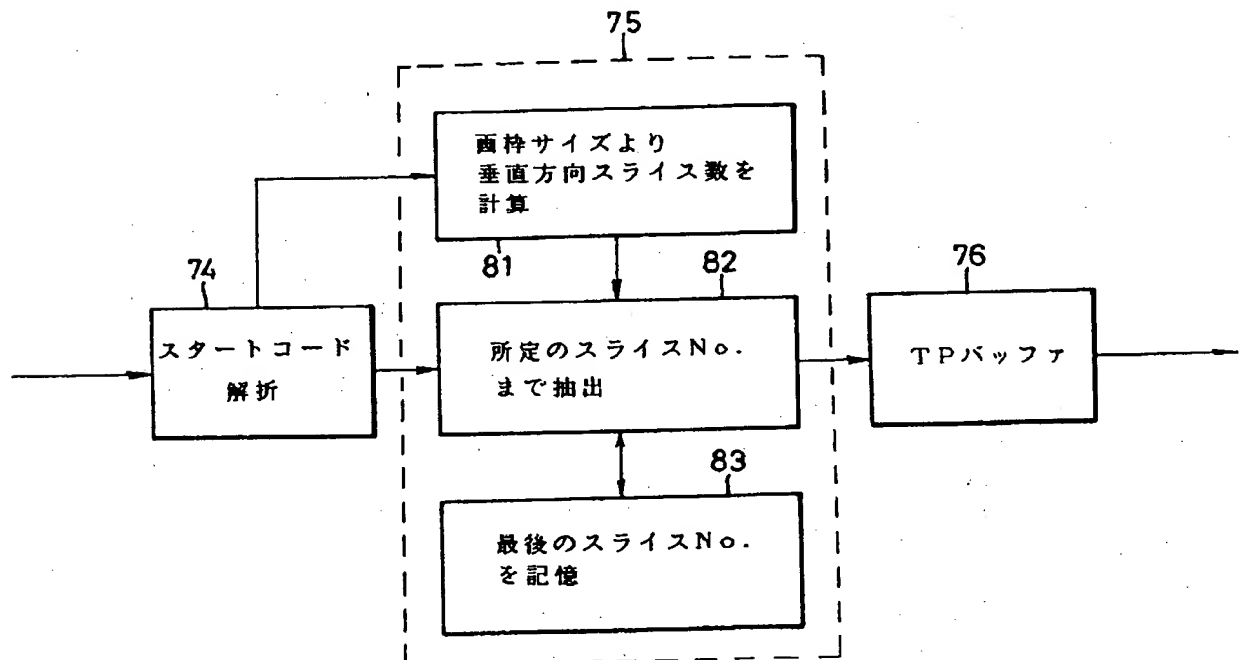 75
画枠サイズより
垂直方向スライス数を
計算
81
74
82
76
スタートコード
解折
所定のスライスNo.
まで抽出
TPバッファ
83
最後のスライスNo.
を記憶